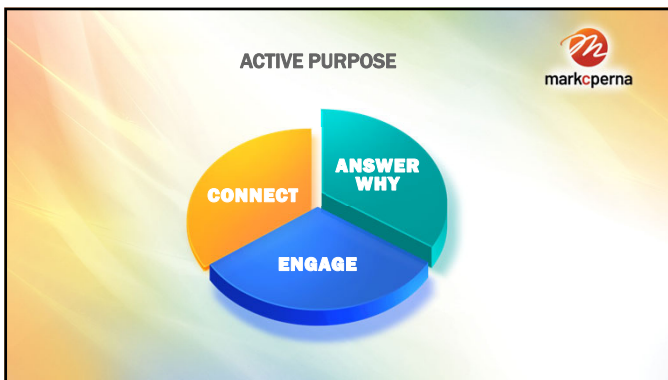 ACTIVE PURPOSE
markcperna
ANSWER
WHY
CONNECT
ENGAGE